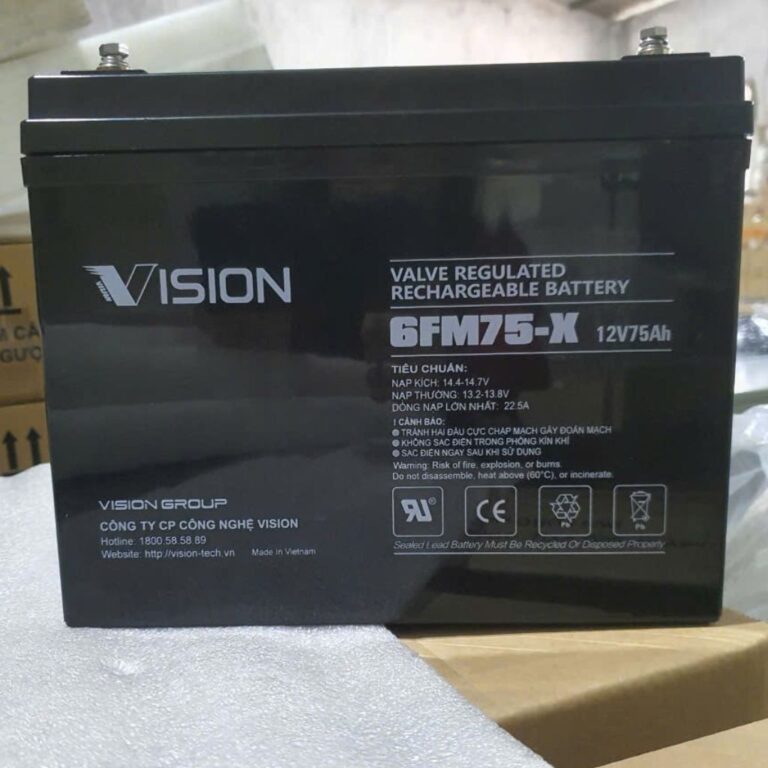 VISION
VALVE REGULATED
RECHARGEABLE BATTERY
6FM75-X 12V75Ah
TIÊU CHUẨN:
NẠP KÍCH: 14.4-14.7V
NẠP THƯỜNG: 13.2-13.8V
DÒNG NẠP LỚN NHẤT: 22.5A
! CẢNH BÁO:
TRÁNH HAI ĐẦU CỰC CHẬP MẠCH GÂY ĐOẢN MẠCH
KHÔNG SẠC ĐIỆN TRONG PHÒNG KÍN KHÍ
SẠC ĐIỆN NGAY SAU KHI SỬ DỤNG
Warning: Risk of fire, explosion, or burns.
Do not disassemble, heat above (60°C), or incinerate.
CE
Pb
Pb
Sealed Lead Battery Must Be Recycled Or Disposed Properly
VISION GROUP
CÔNG TY CP CÔNG NGHỆ VISION
Hotline: 1800.58.58.89
Website: http://vision-tech.vn Made in Vietnam